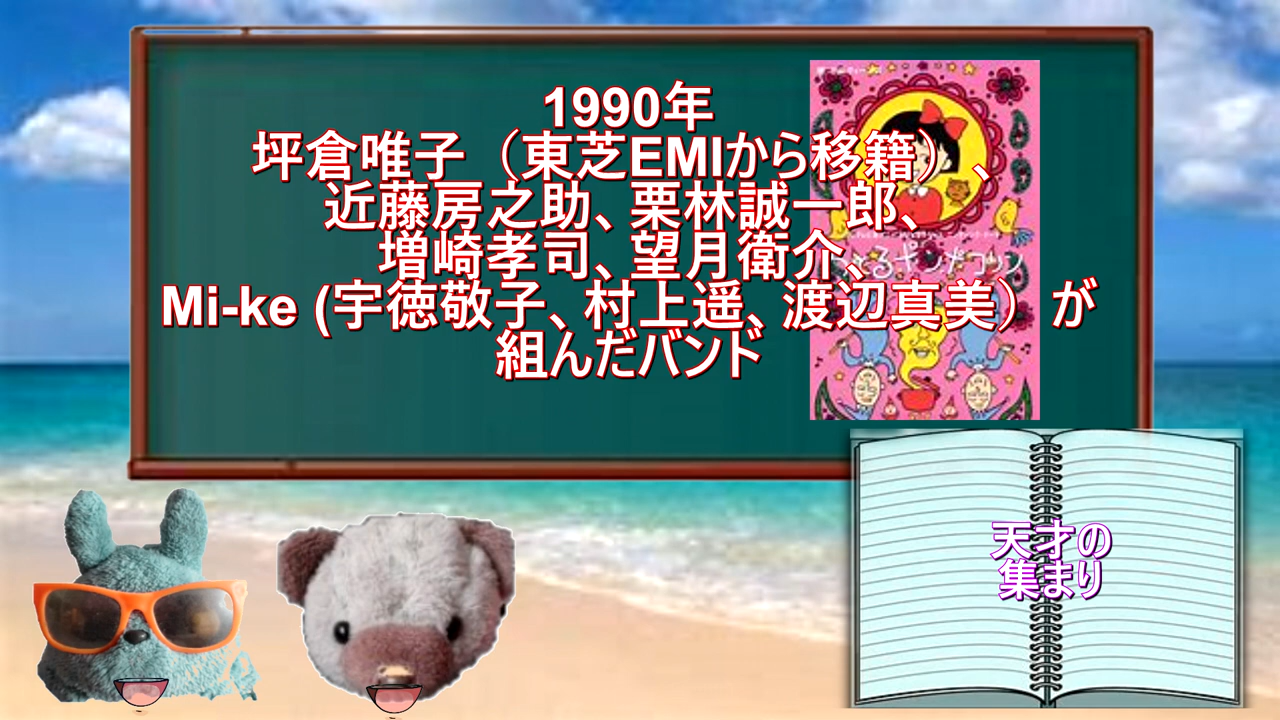 1990年
坪倉唯子（東芝EMIから移籍）、
近藤房之助、栗林誠一郎、
増崎孝司、望月衛介、
Mi-ke (宇徳敬子、村上遥、渡辺真美）が
組んだバンド
天才の
集まり